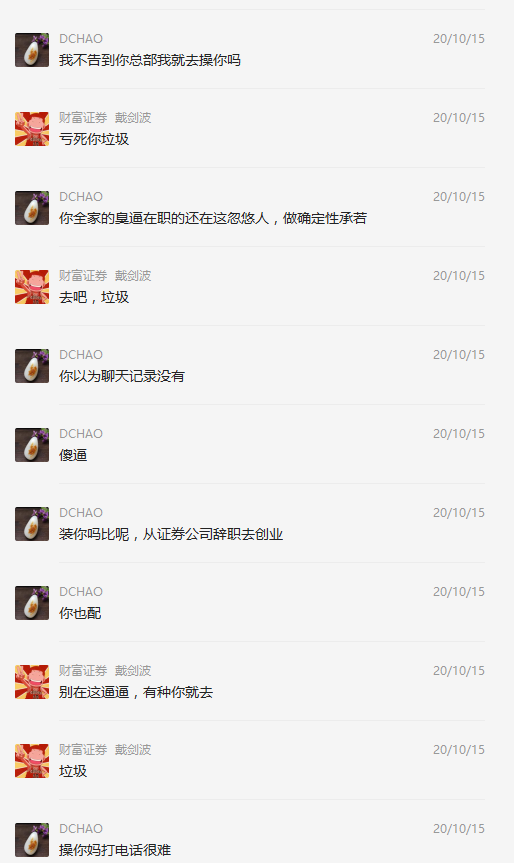 DCHAO 20/10/15
我不告到你总部我就去操你吗
财富证券 戴剑波 20/10/15
亏死你垃圾
DCHAO 20/10/15
你全家的臭逼在职的还在这忽悠人，做确定性承若
财富证券 戴剑波 20/10/15
去吧，垃圾
DCHAO 20/10/15
你以为聊天记录没有
DCHAO 20/10/15
傻逼
DCHAO 20/10/15
装你吗比呢，从证券公司辞职去创业
DCHAO 20/10/15
你也配
财富证券 戴剑波 20/10/15
别在这逼逼，有种你就去
财富证券 戴剑波 20/10/15
垃圾
DCHAO 20/10/15
操你妈打电话很难